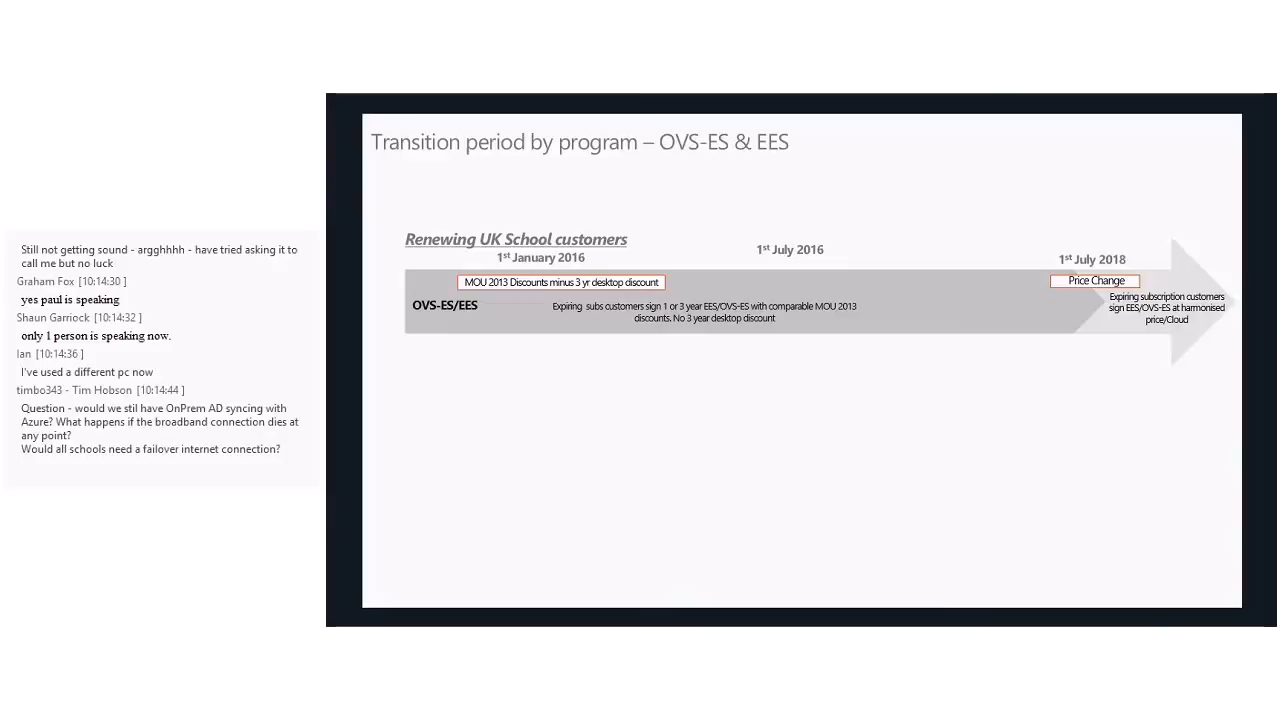 Still not getting sound - argghhhh - have tried asking it to
call me but no luck
Graham Fox [10:14:30 ]
yes paul is speaking
Shaun Garriock [10:14:32 ]
only 1 person is speaking now.
Ian [10:14:36 ]
I've used a different pc now
timbo343 - Tim Hobson [10:14:44 ]
Question - would we stil have OnPrem AD syncing with
Azure? What happens if the broadband connection dies at
any point?
Would all schools need a failover internet connection?
Transition period by program – OVS-ES & EES
Renewing UK School customers
1st January 2016
1st July 2016
1st July 2018
MOU 2013 Discounts minus 3 yr desktop discount
Price Change
OVS-ES/EES
Expiring subs customers sign 1 or 3 year EES/OVS-ES with comparable MOU 2013
discounts. No 3 year desktop discount
Expiring subscription customers
sign EES/OVS-ES at harmonised
price/Cloud